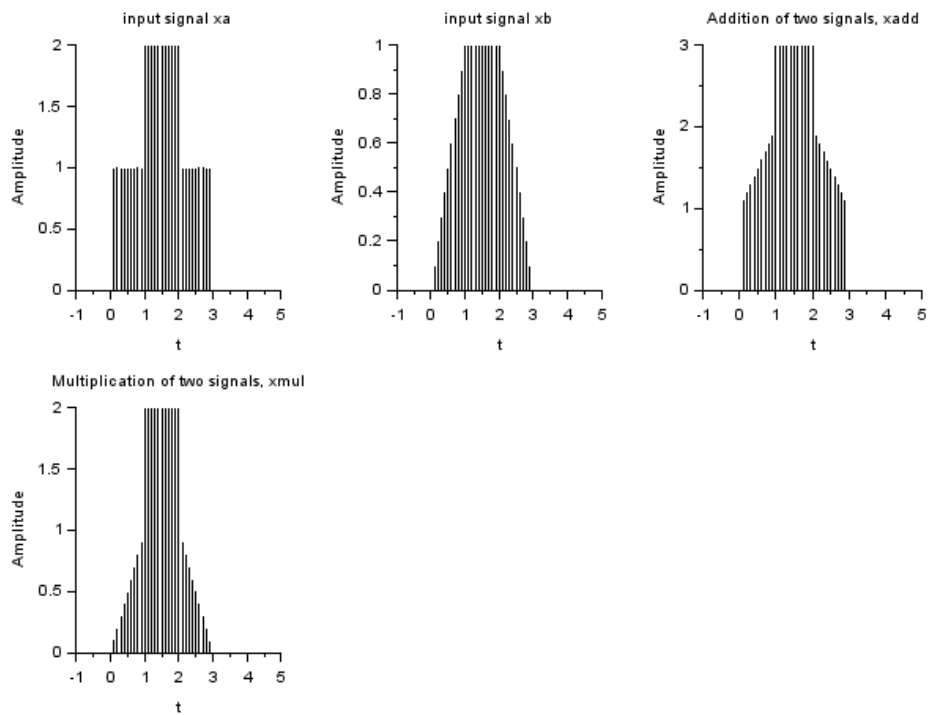 input signal xa
2
1.5
1
0.5
0
Amplitude
-1 0 1 2 3 4 5
t
input signal xb
1
0.8
0.6
0.4
0.2
0
Amplitude
-1 0 1 2 3 4 5
t
Addition of two signals, xadd
3
2
1
0
Amplitude
-1 0 1 2 3 4 5
t
Multiplication of two signals, xmul
2
1.5
1
0.5
0
Amplitude
-1 0 1 2 3 4 5
t